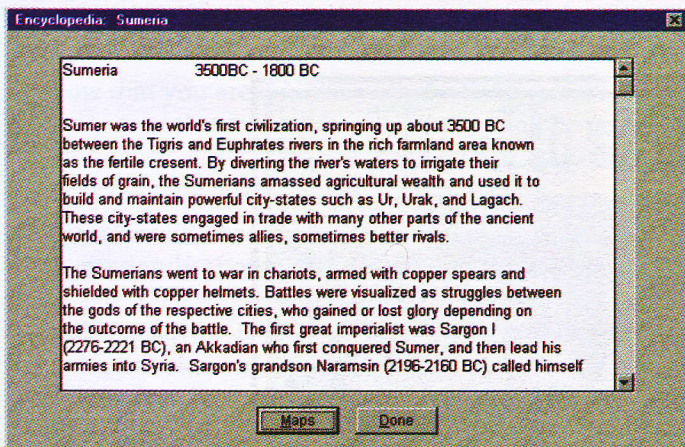 Encyclopedia: Sumeria
Sumeria 3500BC - 1800 BC
Sumer was the world's first civilization, springing up about 3500 BC
between the Tigris and Euphrates rivers in the rich farmland area known
as the fertile cresent. By diverting the river's waters to irrigate their
fields of grain, the Sumerians amassed agricultural wealth and used it to
build and maintain powerful city-states such as Ur, Urak, and Lagach.
These city-states engaged in trade with many other parts of the ancient
world, and were sometimes allies, sometimes better rivals.
The Sumerians went to war in chariots, armed with copper spears and
shielded with copper helmets. Battles were visualized as struggles between
the gods of the respective cities, who gained or lost glory depending on
the outcome of the battle. The first great imperialist was Sargon I
(2276-2221 BC), an Akkadian who first conquered Sumer, and then lead his
armies into Syria. Sargon's grandson Naramsin (2196-2160 BC) called himself
Maps Done